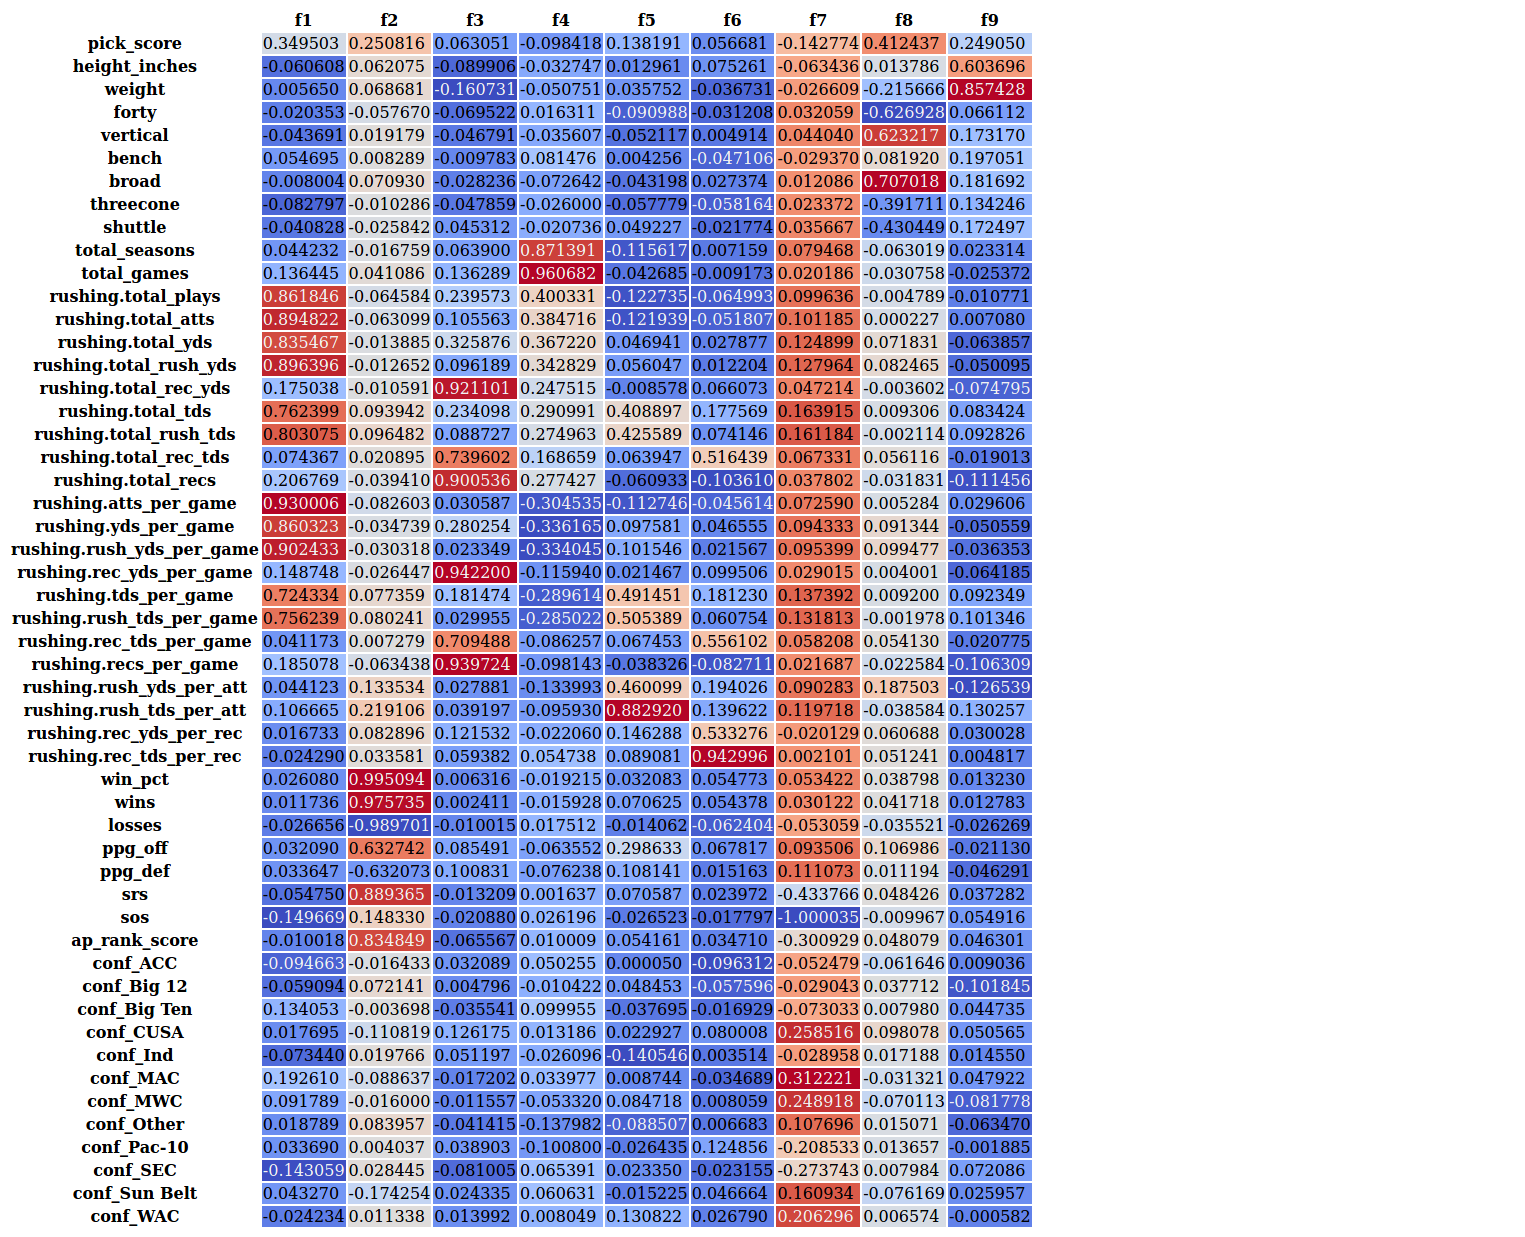 f1 f2 f3 f4 f5 f6 f7 f8 f9
pick_score 0.349503 0.250816 0.063051 -0.098418 0.138191 0.056681 -0.142774 0.412437 0.249050
height_inches -0.060608 0.062075 -0.089906 -0.032747 0.012961 0.075261 -0.063436 0.013786 0.603696
weight 0.005650 0.068681 -0.160731 -0.050751 0.035752 -0.036731 -0.026609 -0.215666 0.857428
forty -0.020353 -0.057670 -0.069522 0.016311 -0.090988 -0.031208 0.032059 -0.626928 0.066112
vertical -0.043691 0.019179 -0.046791 -0.035607 -0.052117 0.004914 0.044040 0.623217 0.173170
bench 0.054695 0.008289 -0.009783 0.081476 0.004256 -0.047106 -0.029370 0.081920 0.197051
broad -0.008004 0.070930 -0.028236 -0.072642 -0.043198 0.027374 0.012086 0.707018 0.181692
threecone -0.082797 -0.010286 -0.047859 -0.026000 -0.057779 -0.058164 0.023372 -0.391711 0.134246
shuttle -0.040828 -0.025842 0.045312 -0.020736 0.049227 -0.021774 0.035667 -0.430449 0.172497
total_seasons 0.044232 -0.016759 0.063900 0.871391 -0.115617 0.007159 0.079468 -0.063019 0.023314
total_games 0.136445 0.041086 0.136289 0.960682 -0.042685 -0.009173 0.020186 -0.030758 -0.025372
rushing.total_plays 0.861846 -0.064584 0.239573 0.400331 -0.122735 -0.064993 0.099636 -0.004789 -0.010771
rushing.total_atts 0.894822 -0.063099 0.105563 0.384716 -0.121939 -0.051807 0.101185 0.000227 0.007080
rushing.total_yds 0.835467 -0.013885 0.325876 0.367220 0.046941 0.027877 0.124899 0.071831 -0.063857
rushing.total_rush_yds 0.896396 -0.012652 0.096189 0.342829 0.056047 0.012204 0.127964 0.082465 -0.050095
rushing.total_rec_yds 0.175038 -0.010591 0.921101 0.247515 -0.008578 0.066073 0.047214 -0.003602 -0.074795
rushing.total_tds 0.762399 0.093942 0.234098 0.290991 0.408897 0.177569 0.163915 0.009306 0.083424
rushing.total_rush_tds 0.803075 0.096482 0.088727 0.274963 0.425589 0.074146 0.161184 -0.002114 0.092826
rushing.total_rec_tds 0.074367 0.020895 0.739602 0.168659 0.063947 0.516439 0.067331 0.056116 -0.019013
rushing.total_recs 0.206769 -0.039410 0.900536 0.277427 -0.060933 -0.103610 0.037802 -0.031831 -0.111456
rushing.atts_per_game 0.930006 -0.082603 0.030587 -0.304535 -0.112746 -0.045614 0.072590 0.005284 0.029606
rushing.yds_per_game 0.860323 -0.034739 0.280254 -0.336165 0.097581 0.046555 0.094333 0.091344 -0.050559
rushing.rush_yds_per_game 0.902433 -0.030318 0.023349 -0.334045 0.101546 0.021567 0.095399 0.099477 -0.036353
rushing.rec_yds_per_game 0.148748 -0.026447 0.942200 -0.115940 0.021467 0.099506 0.029015 0.004001 -0.064185
rushing.tds_per_game 0.724334 0.077359 0.181474 -0.289614 0.491451 0.181230 0.137392 0.009200 0.092349
rushing.rush_tds_per_game 0.756239 0.080241 0.029955 -0.285022 0.505389 0.060754 0.131813 -0.001978 0.101346
rushing.rec_tds_per_game 0.041173 0.007279 0.709488 -0.086257 0.067453 0.556102 0.058208 0.054130 -0.020775
rushing.recs_per_game 0.185078 -0.063438 0.939724 -0.098143 -0.038326 -0.082711 0.021687 -0.022584 -0.106309
rushing.rush_yds_per_att 0.044123 0.133534 0.027881 -0.133993 0.460099 0.194026 0.090283 0.187503 -0.126539
rushing.rush_tds_per_att 0.106665 0.219106 0.039197 -0.095930 0.882920 0.139622 0.119718 -0.038584 0.130257
rushing.rec_yds_per_rec 0.016733 0.082896 0.121532 -0.022060 0.146288 0.533276 -0.020129 0.060688 0.030028
rushing.rec_tds_per_rec -0.024290 0.033581 0.059382 0.054738 0.089081 0.942996 0.002101 0.051241 0.004817
win_pct 0.026080 0.995094 0.006316 -0.019215 0.032083 0.054773 0.053422 0.038798 0.013230
wins 0.011736 0.975735 0.002411 -0.015928 0.070625 0.054378 0.030122 0.041718 0.012783
losses -0.026656 -0.989701 -0.010015 0.017512 -0.014062 -0.062404 -0.053059 -0.035521 -0.026269
ppg_off 0.032090 0.632742 0.085491 -0.063552 0.298633 0.067817 0.093506 0.106986 -0.021130
ppg_def 0.033647 -0.632073 0.100831 -0.076238 0.108141 0.015163 0.111073 0.011194 -0.046291
srs -0.054750 0.889365 -0.013209 0.001637 0.070587 0.023972 -0.433766 0.048426 0.037282
sos -0.149669 0.148330 -0.020880 0.026196 -0.026523 -0.017797 -1.000035 -0.009967 0.054916
ap_rank_score -0.010018 0.834849 -0.065567 0.010009 0.054161 0.034710 -0.300929 0.048079 0.046301
conf_ACC -0.094663 -0.016433 0.032089 0.050255 0.000050 -0.096312 -0.052479 -0.061646 0.009036
conf_Big 12 -0.059094 0.072141 0.004796 -0.010422 0.048453 -0.057596 -0.029043 0.037712 -0.101845
conf_Big Ten 0.134053 -0.003698 -0.035541 0.099955 -0.037695 -0.016929 -0.073033 0.007980 0.044735
conf_CUSA 0.017695 -0.110819 0.126175 0.013186 0.022927 0.080008 0.258516 0.098078 0.050565
conf_Ind -0.073440 0.019766 0.051197 -0.026096 -0.140546 0.003514 -0.028958 0.017188 0.014550
conf_MAC 0.192610 -0.088637 -0.017202 0.033977 0.008744 -0.034689 0.312221 -0.031321 0.047922
conf_MWC 0.091789 -0.016000 -0.011557 -0.053320 0.084718 0.008059 0.248918 -0.070113 -0.081778
conf_Other 0.018789 0.083957 -0.041415 -0.137982 -0.088507 0.006683 0.107696 0.015071 -0.063470
conf_Pac-10 0.033690 0.004037 0.038903 -0.100800 -0.026435 0.124856 -0.208533 0.013657 -0.001885
conf_SEC -0.143059 0.028445 -0.081005 0.065391 0.023350 -0.023155 -0.273743 0.007984 0.072086
conf_Sun Belt 0.043270 -0.174254 0.024335 0.060631 -0.015225 0.046664 0.160934 -0.076169 0.025957
conf_WAC -0.024234 0.011338 0.013992 0.008049 0.130822 0.026790 0.206296 0.006574 -0.000582